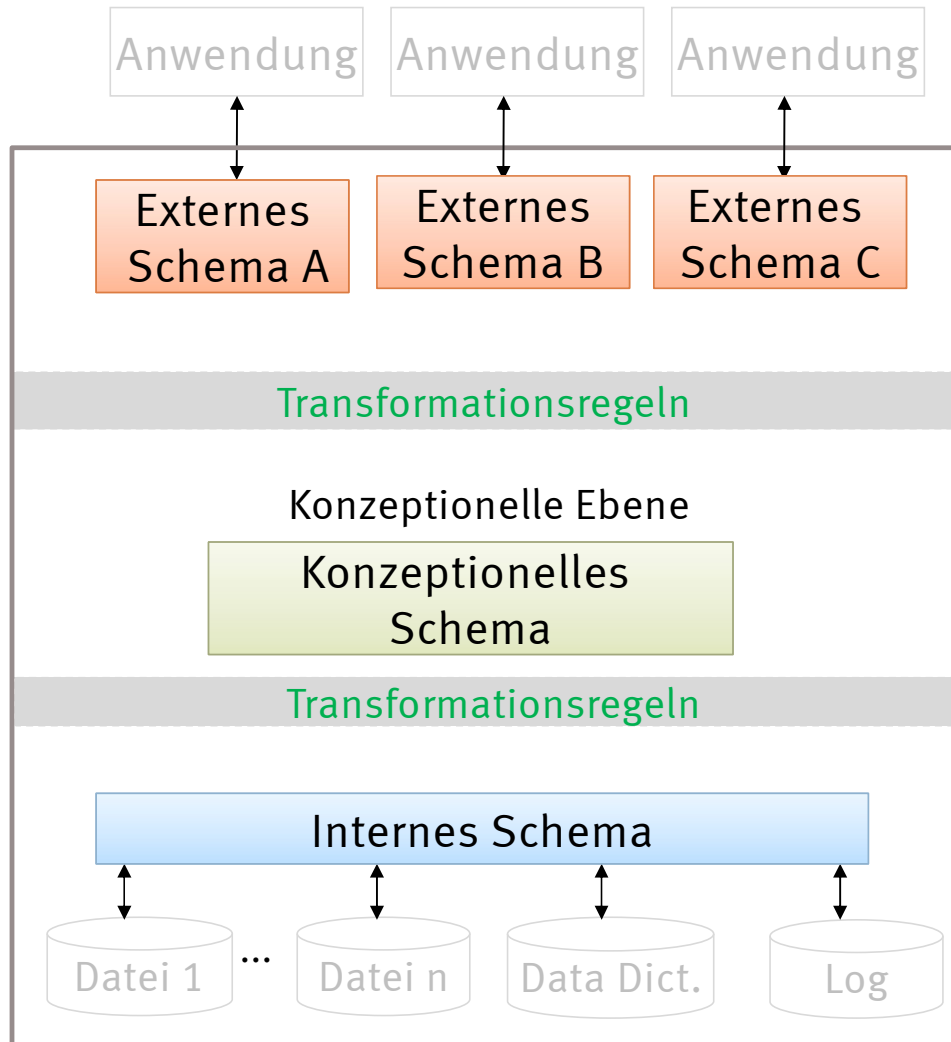 Anwendung Anwendung Anwendung
Externes Externes Externes
Schema A Schema B Schema C
Transformationsregeln
Konzeptionelle Ebene
Konzeptionelles
Schema
Transformationsregeln
Internes Schema
Datei 1 ... Datei n Data Dict. Log